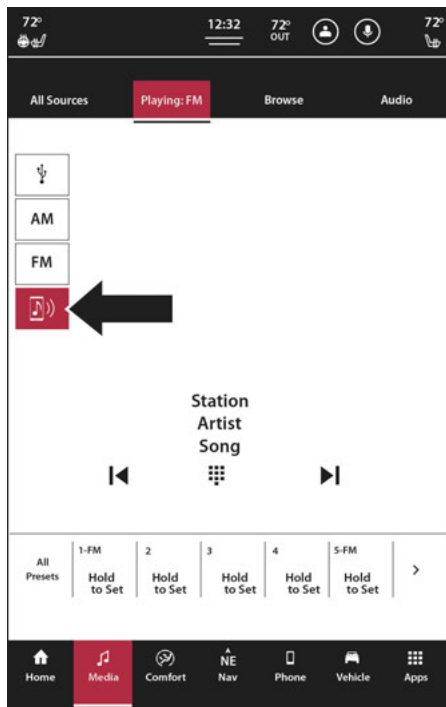 72°
12:32
72°
OUT
72°
All Sources
Playing: FM
Browse
Audio
AM
FM
Station
Artist
Song
All
Presets
1-FM
Hold
to Set
2
Hold
to Set
3
Hold
to Set
4
Hold
to Set
5-FM
Hold
to Set
>
NE
Home
Media
Comfort
Nav
Phone
Vehicle
Apps